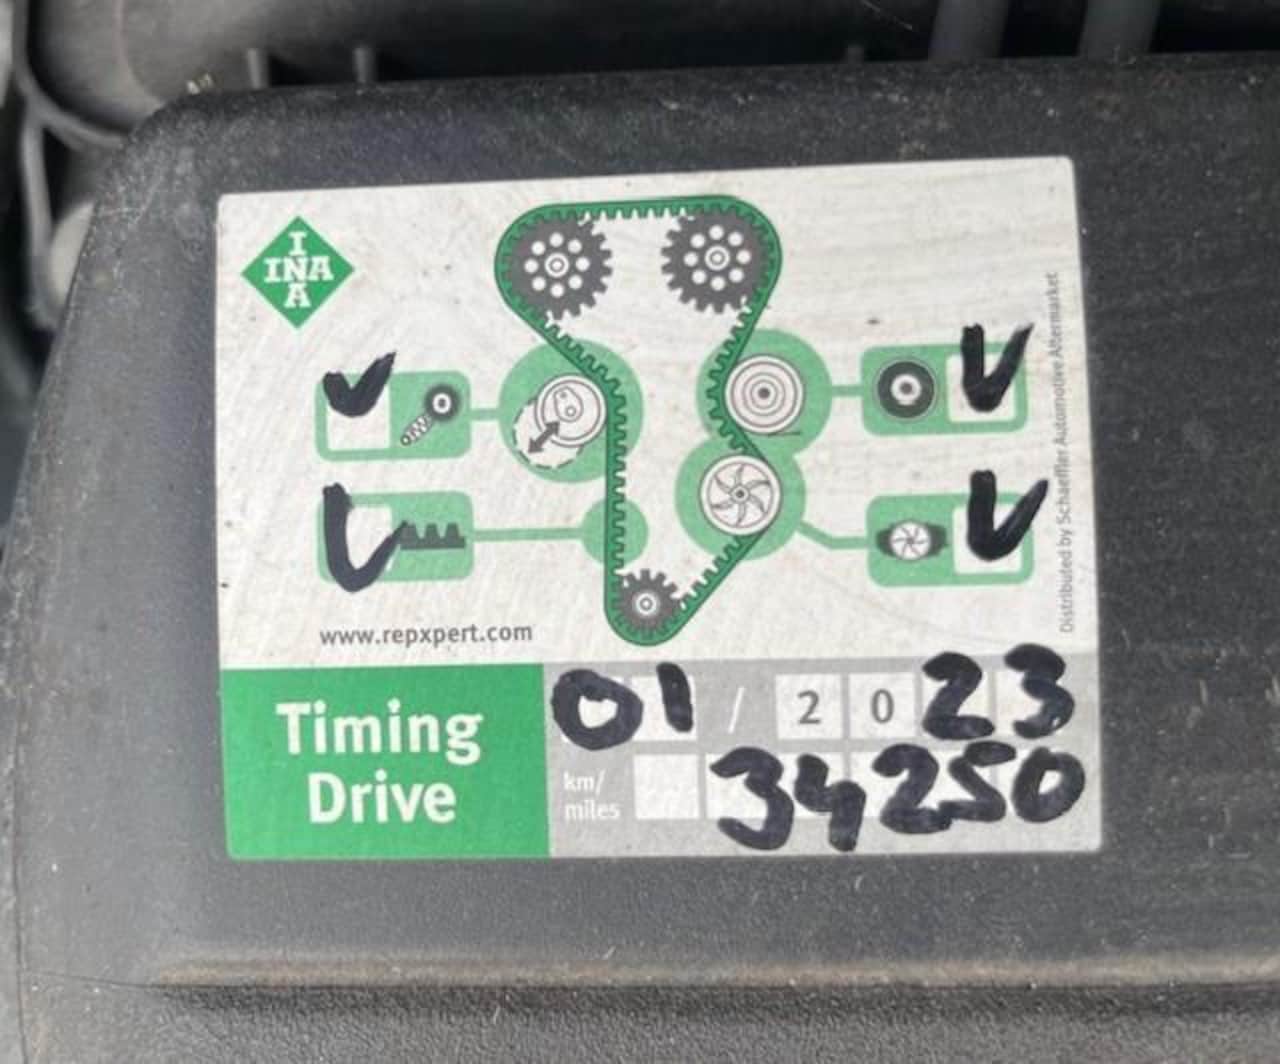 I
INA
A
www.repxpert.com
Distributed by Schaeffler Automotive Aftermarket
Timing
Drive
01 / 2023
km/
miles
34250